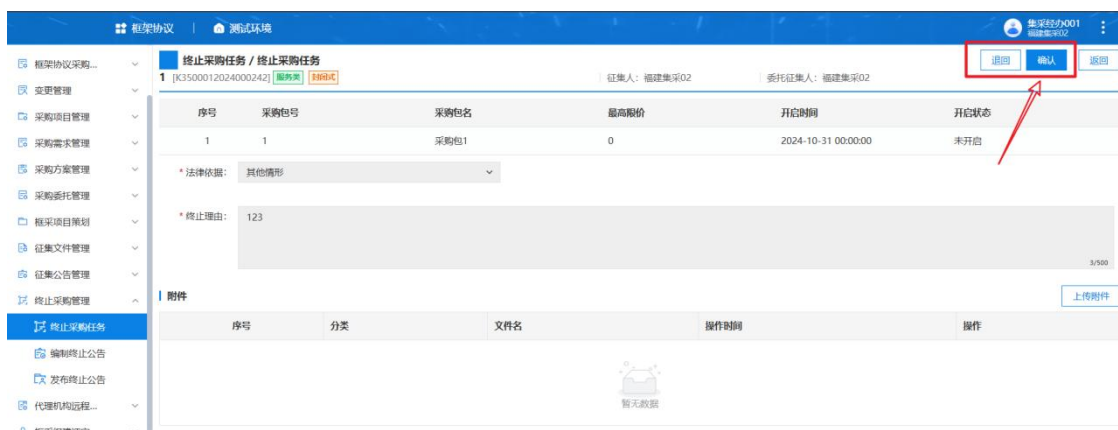 框架协议 | 测试环境 集采经办001
福建集采02
框架协议采购...
变更管理
采购项目管理
采购需求管理
采购方案管理
采购委托管理
框采项目策划
征集文件管理
征集公告管理
终止采购管理
终止采购任务
编制终止公告
发布终止公告
代理机构远程...
终止采购任务 / 终止采购任务
退回 确认 返回
1 [K3500012024000242] 服务类 封闭式 征集人：福建集采02 委托征集人：福建集采02
序号 采购包号 采购包名 最高限价 开启时间 开启状态
1 1 采购包1 0 2024-10-31 00:00:00 未开启
* 法律依据： 其他情形
* 终止理由： 123
3/500
附件 上传附件
序号 分类 文件名 操作时间 操作
暂无数据